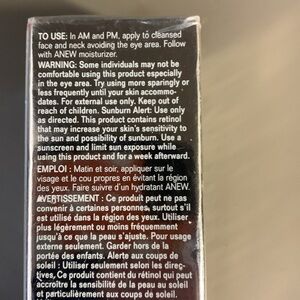 TO USE: In AM and PM, apply to cleansed
face and neck avoiding the eye area. Follow
with ANEW moisturizer.
WARNING: Some individuals may not be
comfortable using this product especially
in the eye area. Try using more sparingly or
less frequently until your skin accommo-
dates. For external use only. Keep out of
reach of children. Sunburn Alert: Use only
as directed. This product contains retinol
that may increase your skin's sensitivity to
the sun and possibility of sunburn. Use a
sunscreen and limit sun exposure while
using this product and for a week afterward.
EMPLOI : Matin et soir, appliquer sur le
visage et le cou propres en évitant la région
des yeux. Faire suivre d'un hydratant ANEW.
AVERTISSEMENT : Ce produit peut ne pas
convenir à certaines personnes, surtout s'il
est utilisé dans la région des yeux. Utiliser
plus légèrement ou moins fréquemment
jusqu'à ce que la peau s'ajuste. Pour usage
externe seulement. Garder hors de la
portée des enfants. Alerte aux coups de
soleil : Utiliser seulement selon les direc-
tives. Ce produit contient du rétinol qui peut
accroître la sensibilité de la peau au soleil
et particulièrement aux coups de soleil.